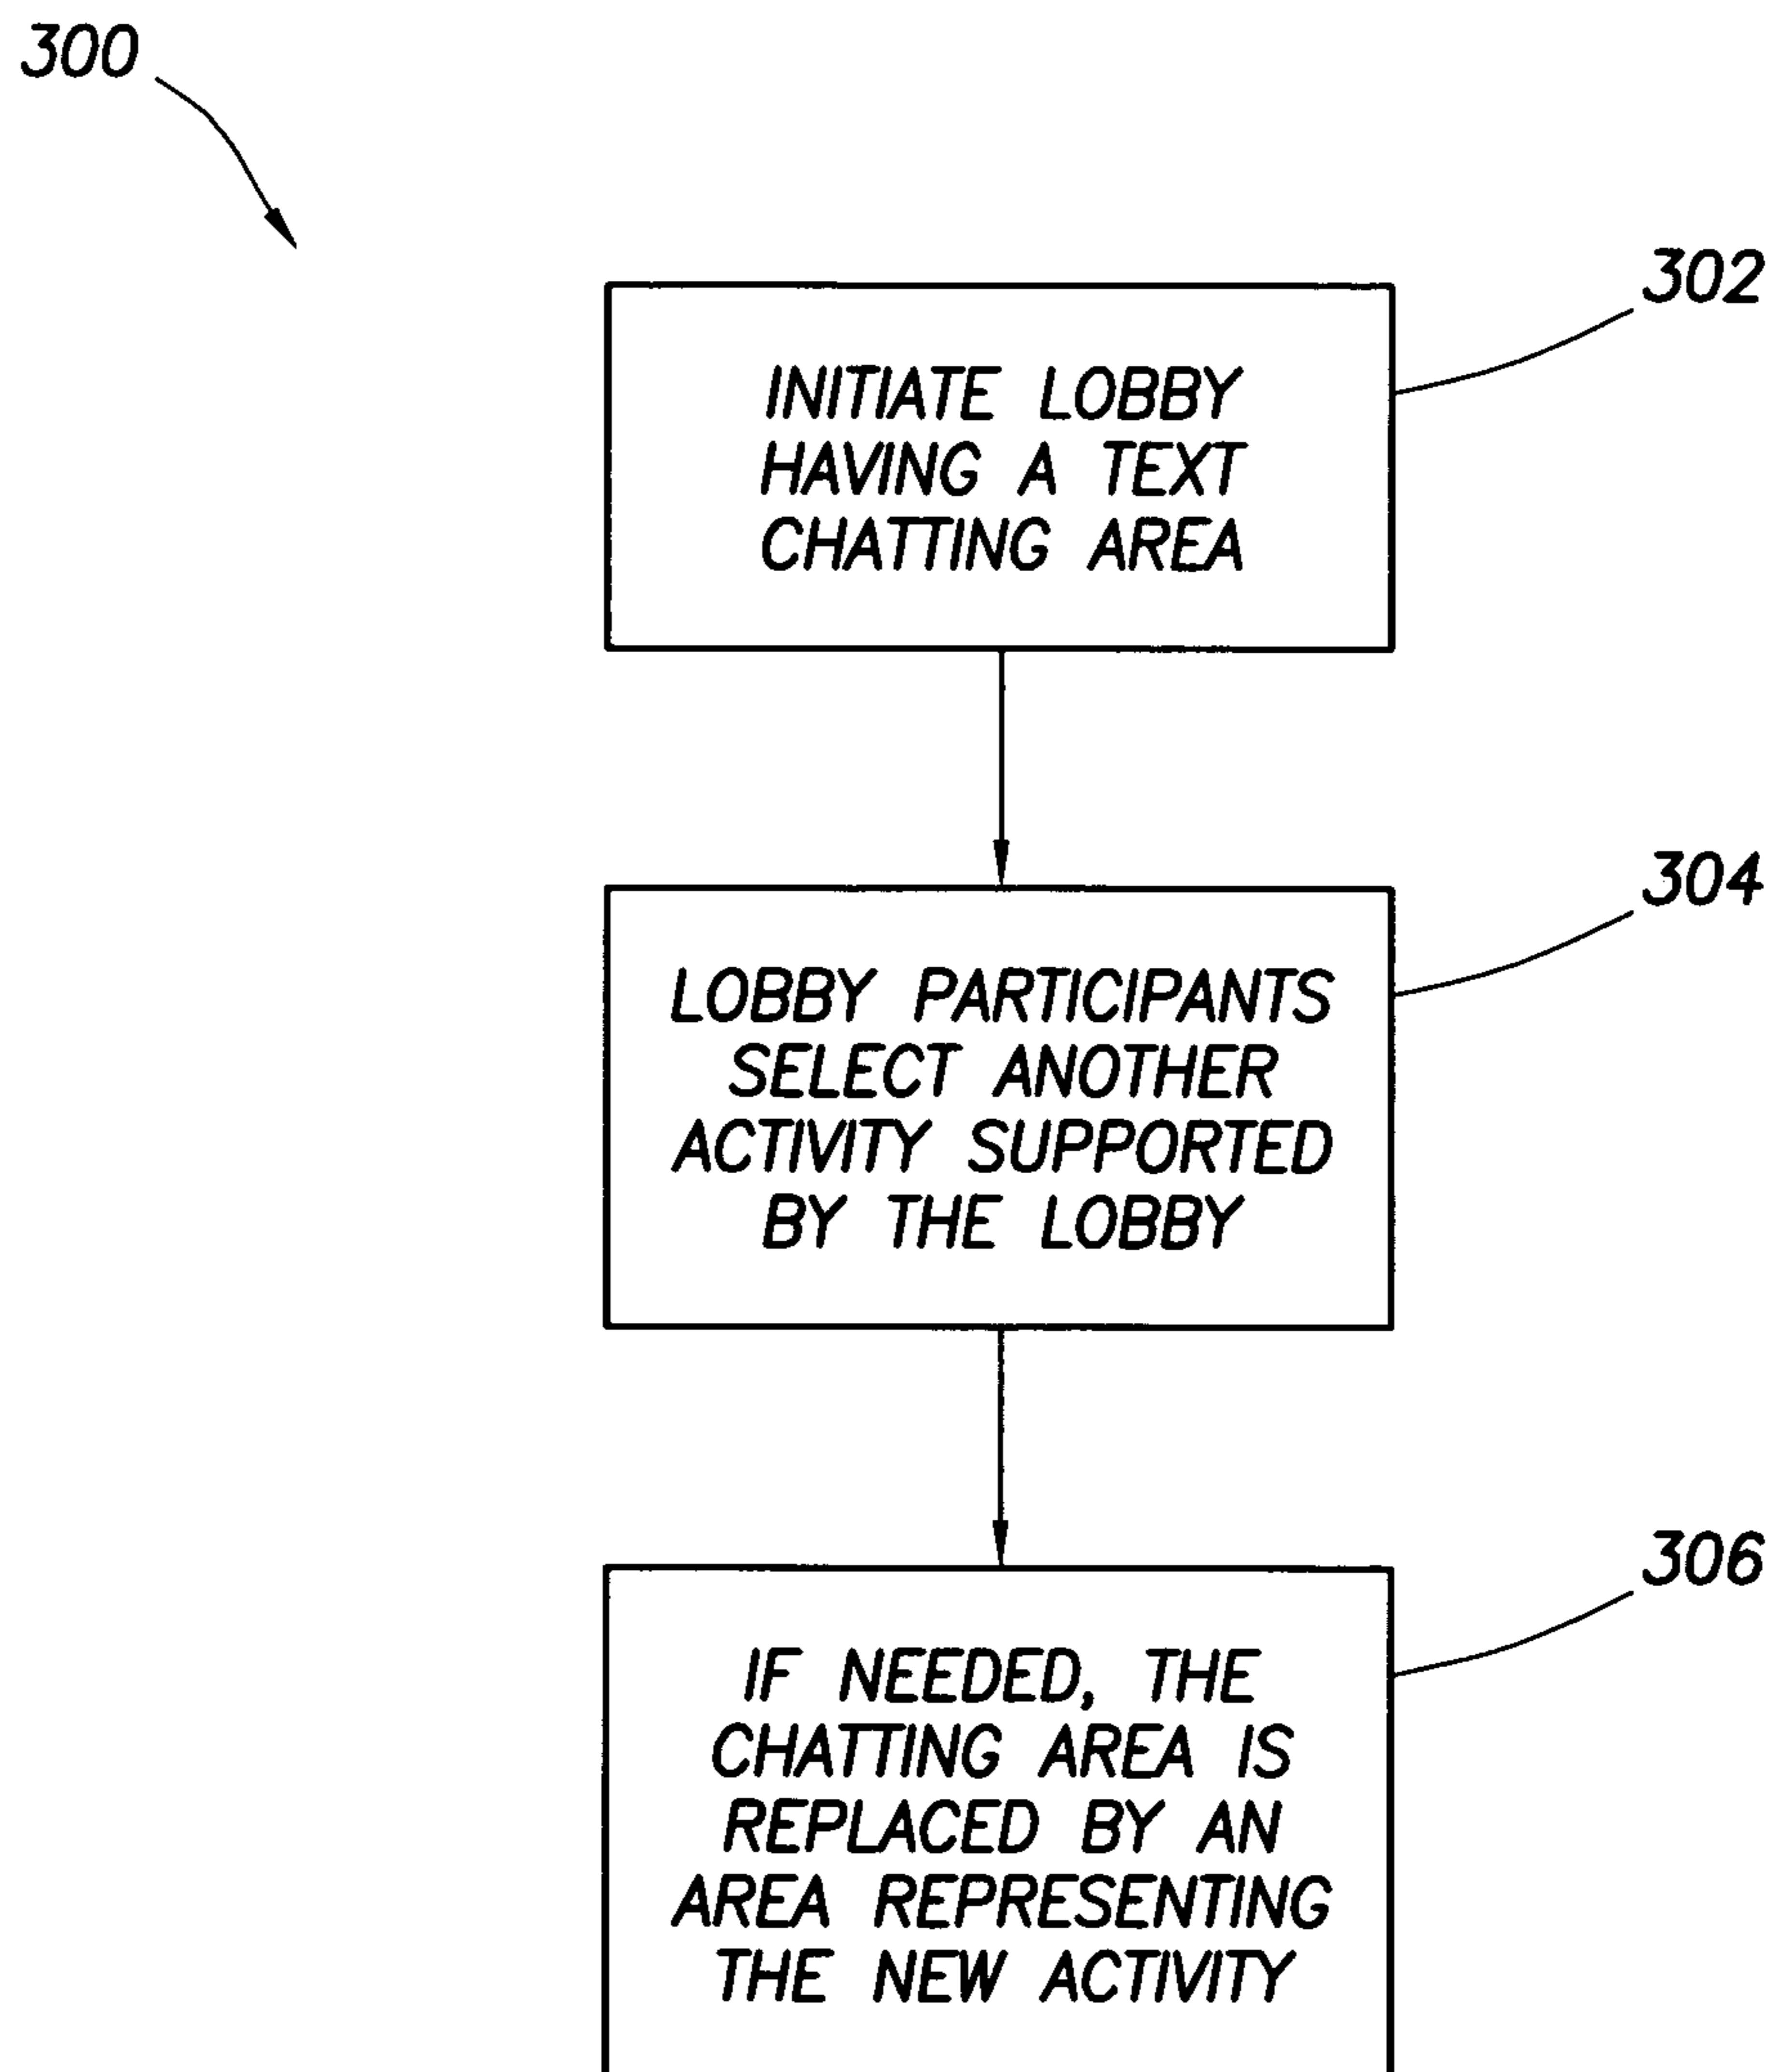 300
302
INITIATE LOBBY
HAVING A TEXT
CHATTING AREA
304
LOBBY PARTICIPANTS
SELECT ANOTHER
ACTIVITY SUPPORTED
BY THE LOBBY
306
IF NEEDED, THE
CHATTING AREA IS
REPLACED BY AN
AREA REPRESENTING
THE NEW ACTIVITY